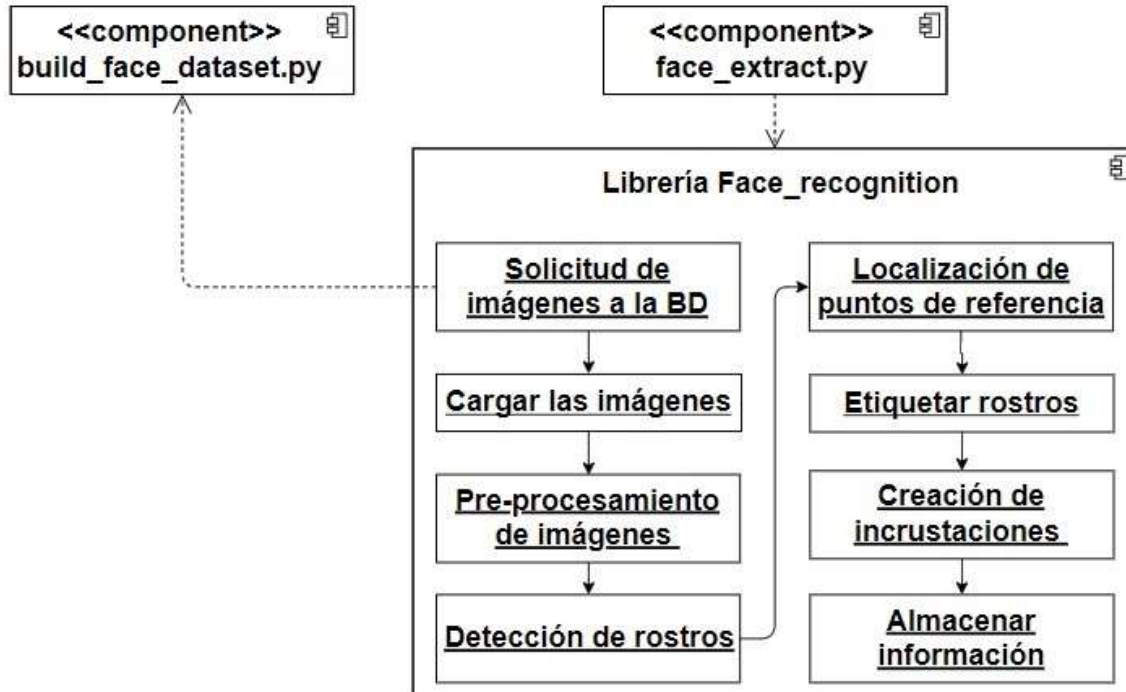 <<component>>
build_face_dataset.py
<<component>>
face_extract.py
Librería Face_recognition
Solicitud de
imágenes a la BD
Cargar las imágenes
Pre-procesamiento
de imágenes
Detección de rostros
Localización de
puntos de referencia
Etiquetar rostros
Creación de
incrustaciones
Almacenar
información